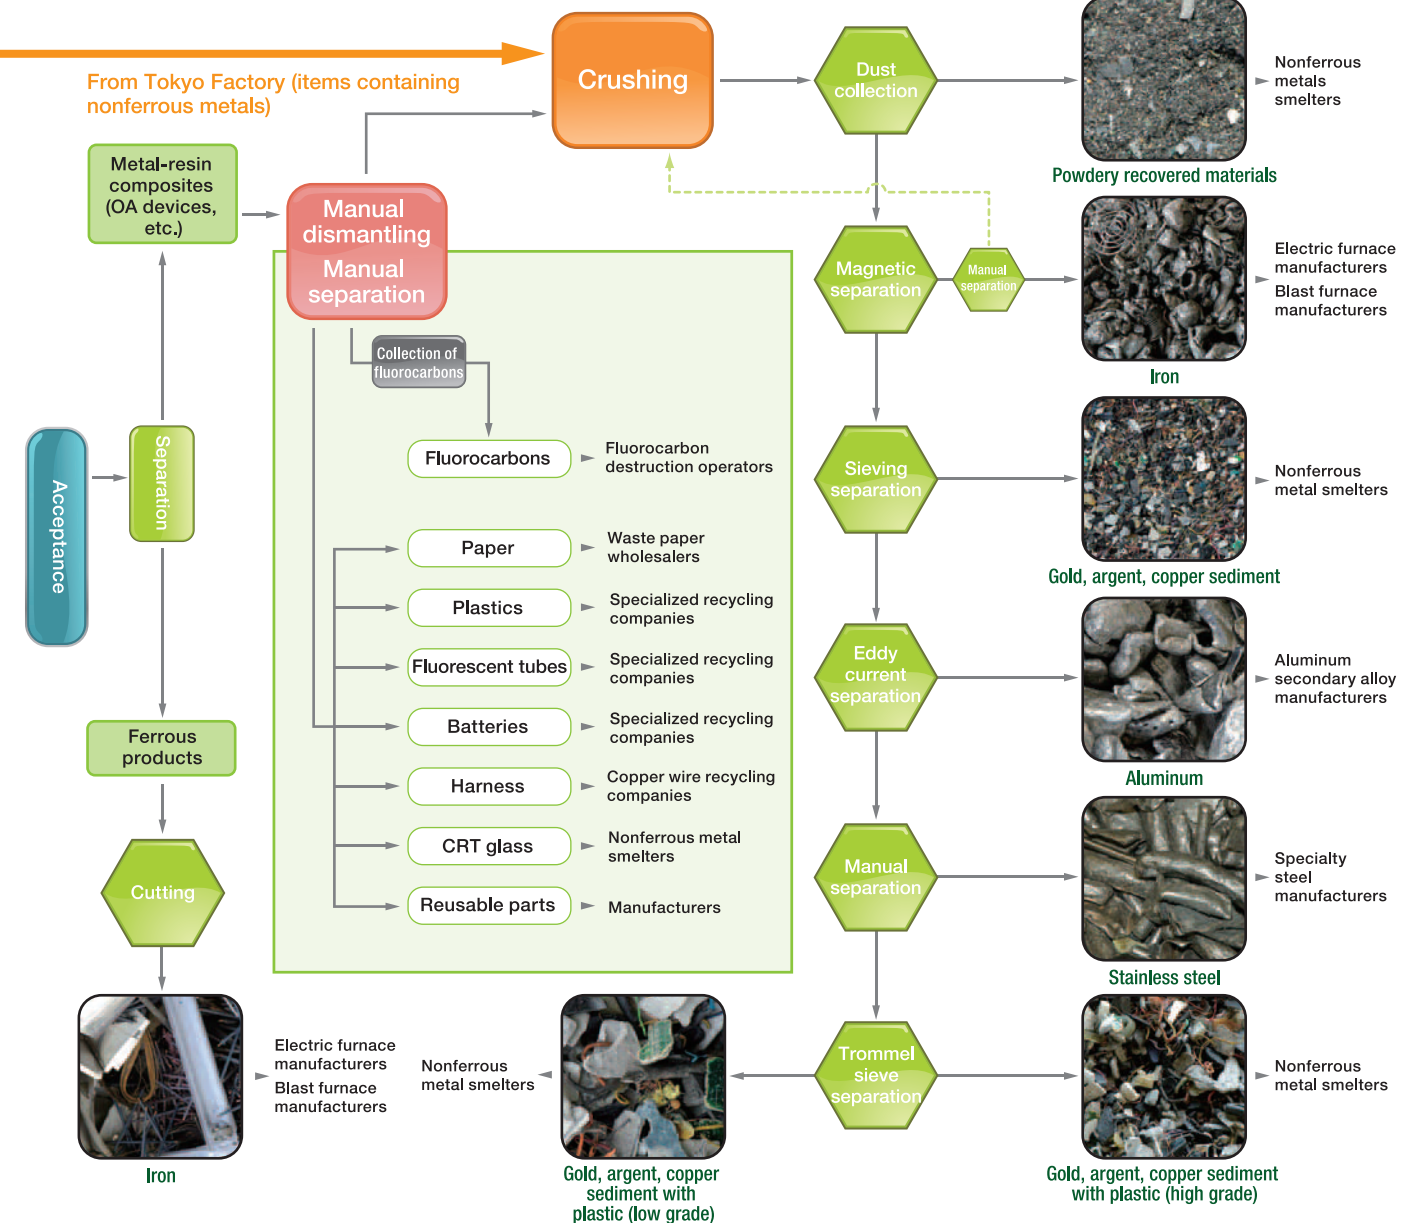 From Tokyo Factory (items containing
nonferrous metals)
Crushing
Dust
collection
Powdery recovered materials
Nonferrous
metals
smelters
Metal-resin
composites
(OA devices,
etc.)
Manual
dismantling
Manual
separation
Magnetic
separation
Manual
separation
Iron
Electric furnace
manufacturers
Blast furnace
manufacturers
Collection of
fluorocarbons
Acceptance
Separation
Fluorocarbons
Fluorocarbon
destruction operators
Sieving
separation
Gold, argent, copper sediment
Nonferrous
metal smelters
Paper
Waste paper
wholesalers
Plastics
Specialized recycling
companies
Fluorescent tubes
Specialized recycling
companies
Batteries
Specialized recycling
companies
Harness
Copper wire recycling
companies
CRT glass
Nonferrous metal
smelters
Reusable parts
Manufacturers
Eddy
current
separation
Aluminum
Aluminum
secondary alloy
manufacturers
Ferrous
products
Cutting
Manual
separation
Stainless steel
Specialty
steel
manufacturers
Iron
Electric furnace
manufacturers
Blast furnace
manufacturers
Nonferrous
metal smelters
Gold, argent, copper
sediment with
plastic (low grade)
Trommel
sieve
separation
Gold, argent, copper sediment
with plastic (high grade)
Nonferrous
metal smelters